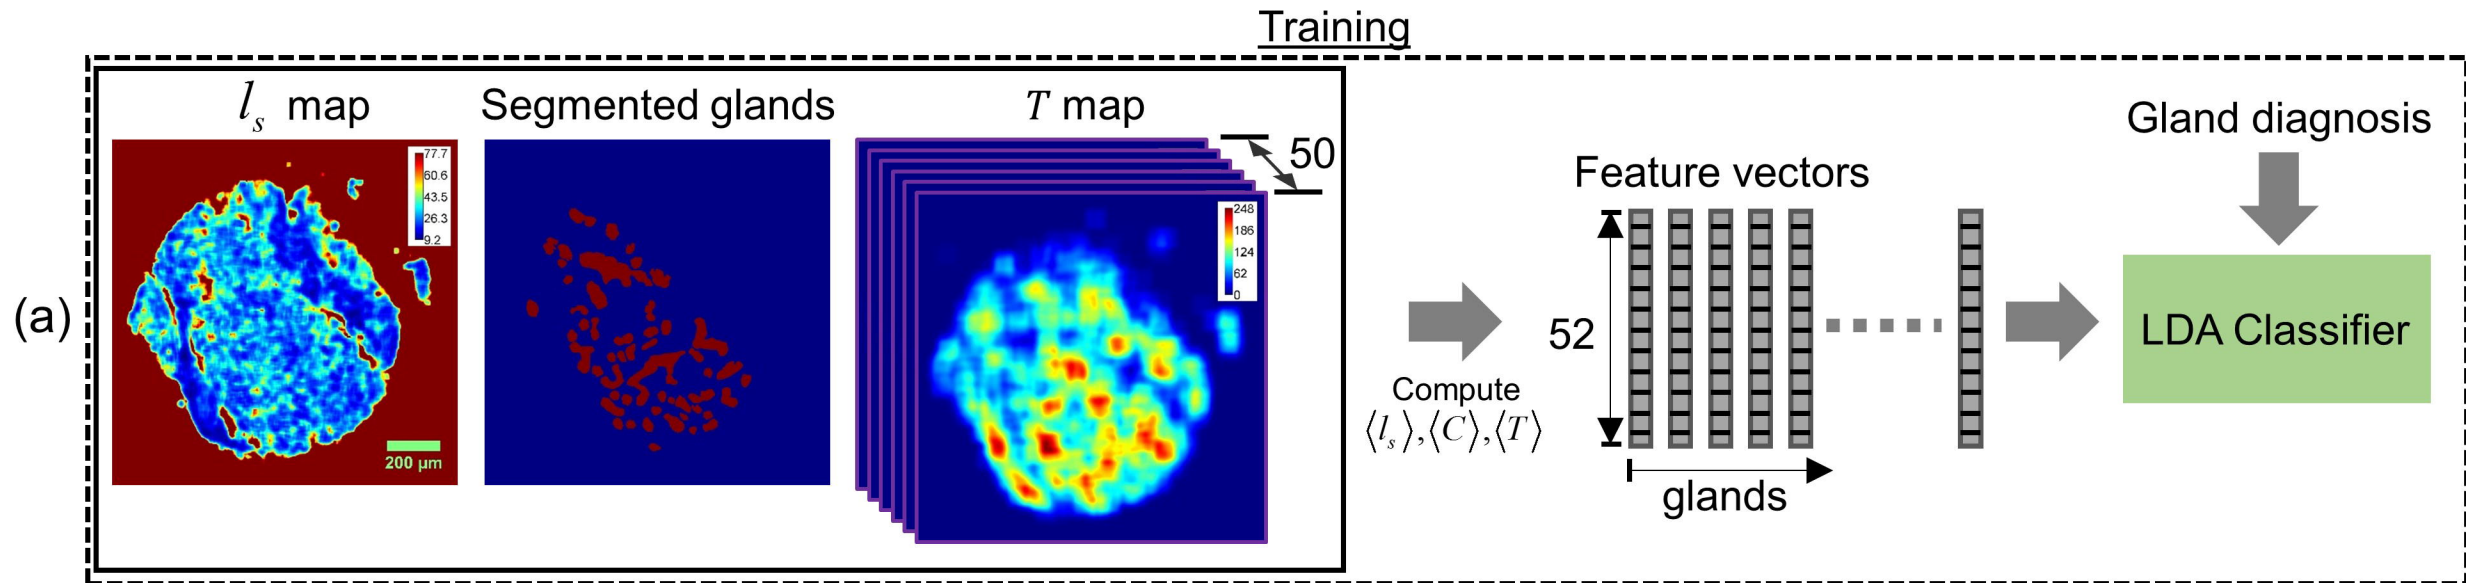 Training
(a)
l_s map
77.7
60.6
43.5
26.3
9.2
200 µm
Segmented glands
T map
50
248
186
124
62
0
Compute
⟨l_s⟩,⟨C⟩,⟨T⟩
Feature vectors
52
glands
Gland diagnosis
LDA Classifier